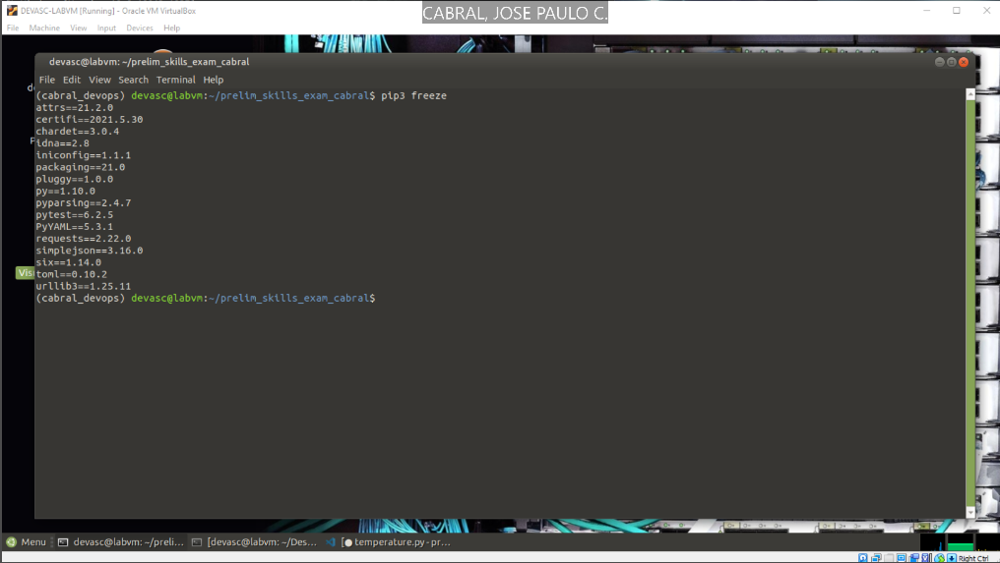 DEVASC-LABVM [Running] - Oracle VM VirtualBox
CABRAL, JOSE PAULO C.
File Machine View Input Devices Help
devasc@labvm: ~/prelim_skills_exam_cabral
File Edit View Search Terminal Help
(cabral_devops) devasc@labvm:~/prelim_skills_exam_cabral$ pip3 freeze
attrs==21.2.0
certifi==2021.5.30
chardet==3.0.4
idna==2.8
iniconfig==1.1.1
packaging==21.0
pluggy==1.0.0
py==1.10.0
pyparsing==2.4.7
pytest==6.2.5
PyYAML==5.3.1
requests==2.22.0
simplejson==3.16.0
six==1.14.0
Vis
toml==0.10.2
urllib3==1.25.11
(cabral_devops) devasc@labvm:~/prelim_skills_exam_cabral$
Menu devasc@labvm: ~/preli... [devasc@labvm: ~/Des... [● temperature.py - pr...
Right Ctrl